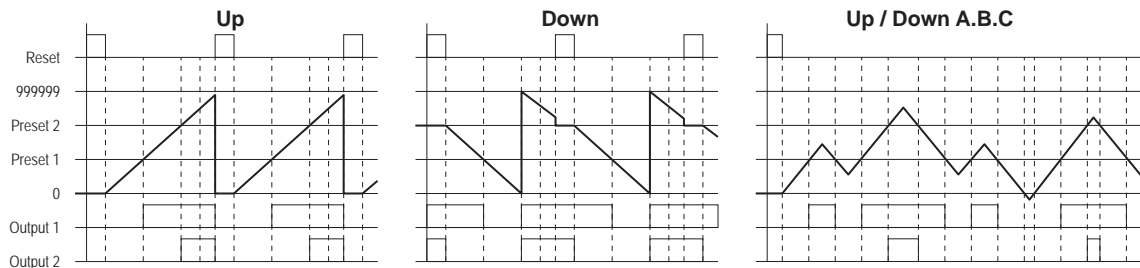 Up
Down
Up / Down A.B.C
Reset
999999
Preset 2
Preset 1
0
Output 1
Output 2